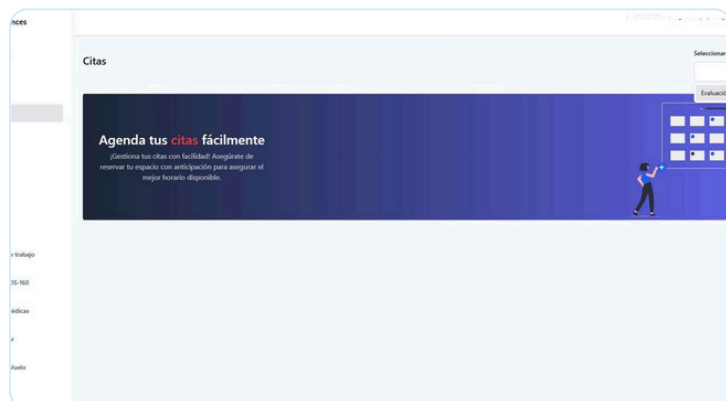 nces
Citas
Seleccionar
Evaluació
Agenda tus citas fácilmente
¡Gestiona tus citas con facilidad! Asegúrate de
reservar tu espacio con anticipación para asegurar el
mejor horario disponible.
e trabajo
DS-160
édicas
r
Vuelo